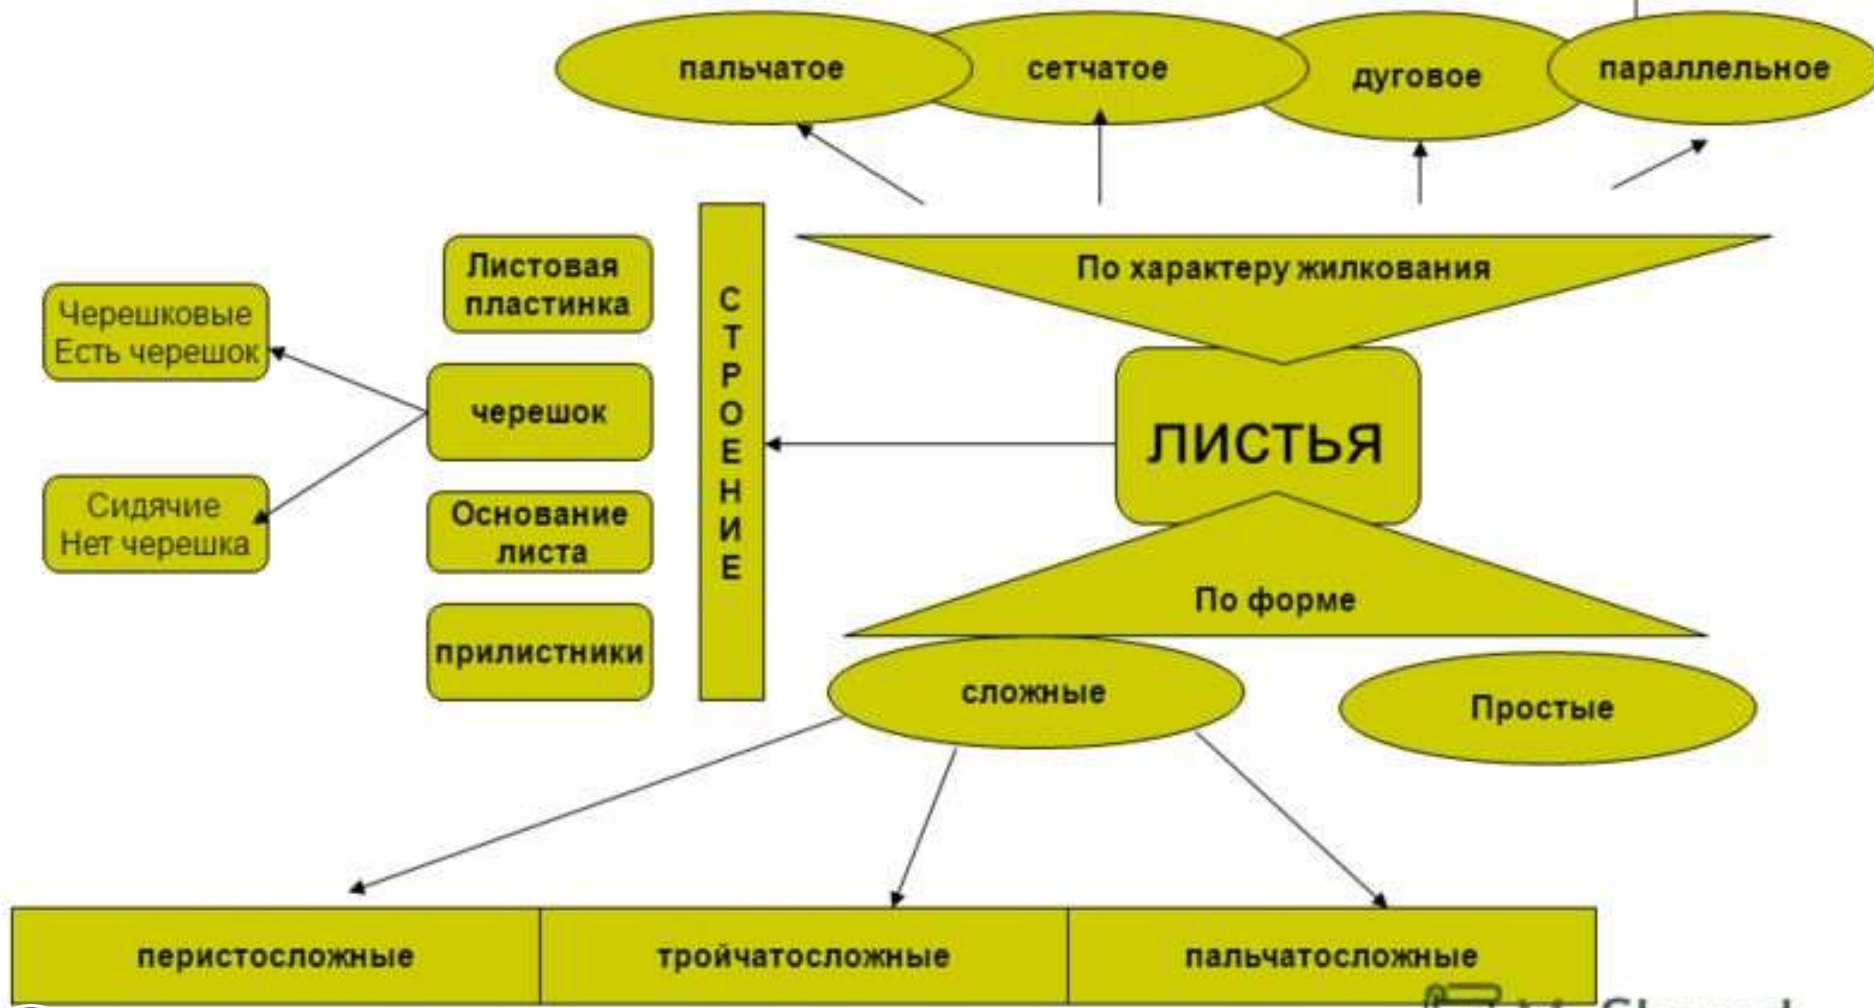 пальчатое
сетчатое
дуговое
параллельное
По характеру жилкования
Листовая
пластинка
СТРОЕНИЕ
Черешковые
Есть черешок
черешок
ЛИСТЬЯ
Сидячие
Нет черешка
Основание
листа
По форме
прилистники
сложные
Простые
перистосложные
тройчатосложные
пальчатосложные